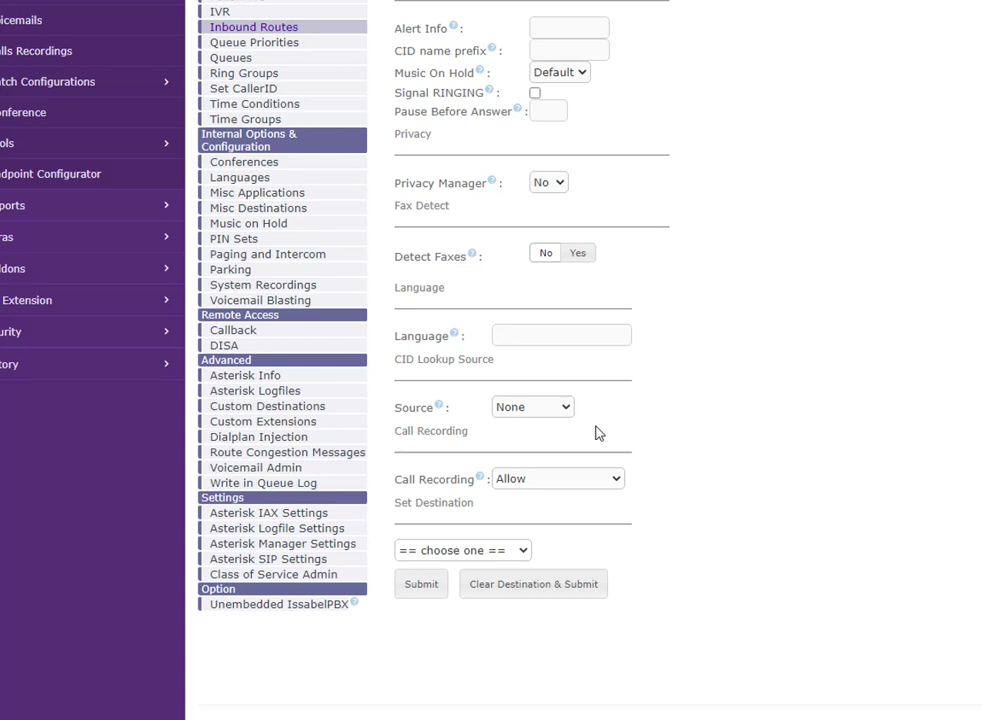 oicemails
lls Recordings
tch Configurations
onference
ols
dpoint Configurator
ports
ras
dons
Extension
urity
tory
IVR
Inbound Routes
Queue Priorities
Queues
Ring Groups
Set CallerID
Time Conditions
Time Groups
Internal Options &
Configuration
Conferences
Languages
Misc Applications
Misc Destinations
Music on Hold
PIN Sets
Paging and Intercom
Parking
System Recordings
Voicemail Blasting
Remote Access
Callback
DISA
Advanced
Asterisk Info
Asterisk Logfiles
Custom Destinations
Custom Extensions
Dialplan Injection
Route Congestion Messages
Voicemail Admin
Write in Queue Log
Settings
Asterisk IAX Settings
Asterisk Logfile Settings
Asterisk Manager Settings
Asterisk SIP Settings
Class of Service Admin
Option
Unembedded IssabelPBX ?
Alert Info ? :
CID name prefix ? :
Music On Hold ? : Default
Signal RINGING ? :
Pause Before Answer ? :
Privacy
Privacy Manager ? : No
Fax Detect
Detect Faxes ? : No Yes
Language
Language ? :
CID Lookup Source
Source ? : None
Call Recording
Call Recording ? : Allow
Set Destination
== choose one ==
Submit Clear Destination & Submit